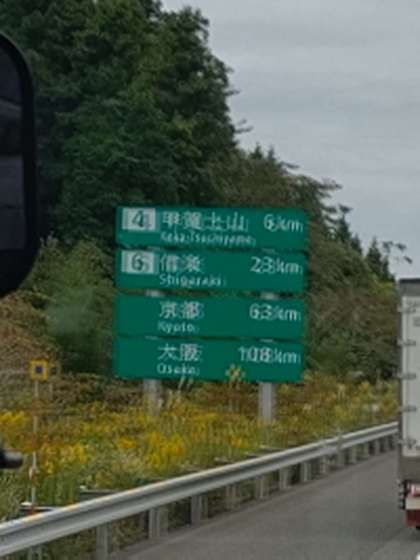 4 甲賀土山 6km
Koka-Tsuchiyama
6 信楽 23km
Shigaraki
京都 63km
Kyoto
大阪 108km
Osaka